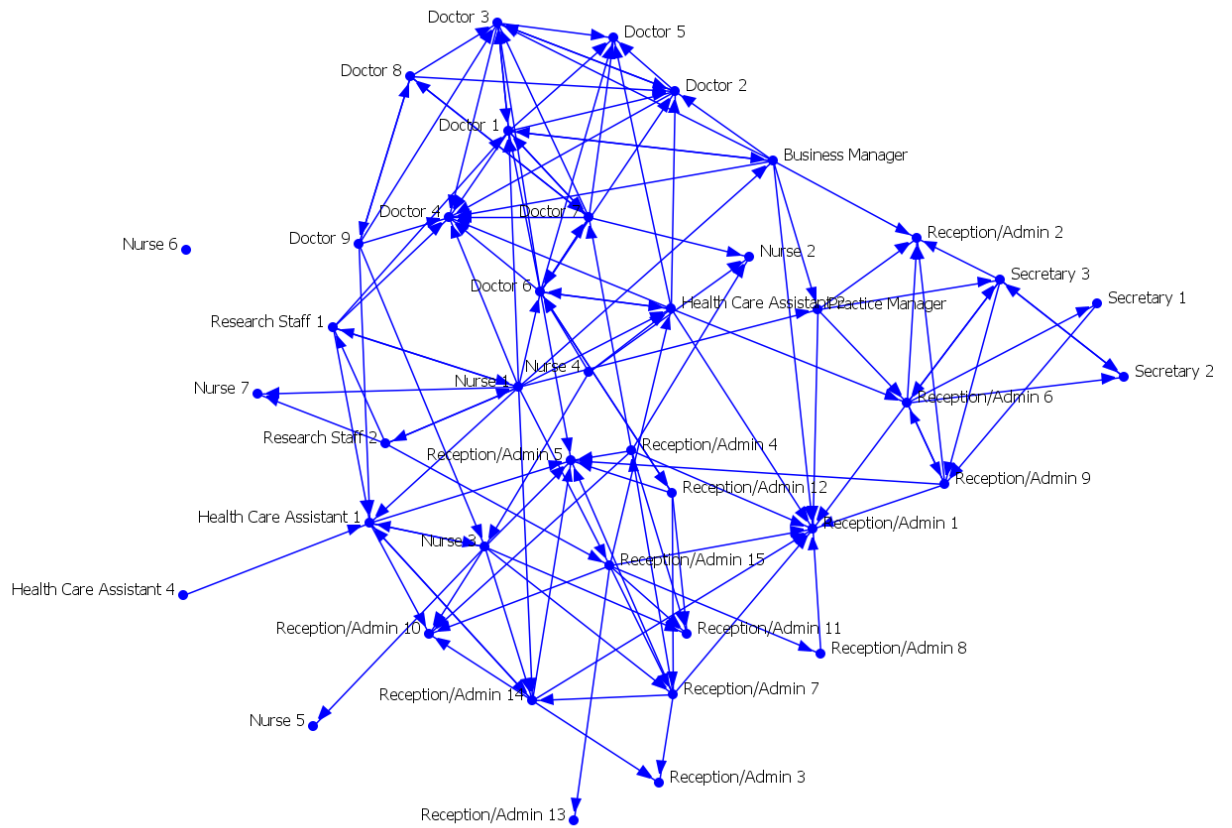 Doctor 3
Doctor 5
Doctor 8
Doctor 2
Doctor 1
Business Manager
Doctor 4
Doctor 7
Doctor 9
Reception/Admin 2
Nurse 6
Nurse 2
Secretary 3
Doctor 6
Health Care Assistant 2
Practice Manager
Secretary 1
Research Staff 1
Nurse 4
Secretary 2
Nurse 1
Nurse 7
Reception/Admin 6
Research Staff 2
Reception/Admin 4
Reception/Admin 5
Reception/Admin 9
Reception/Admin 12
Health Care Assistant 1
Reception/Admin 1
Nurse 3
Reception/Admin 15
Health Care Assistant 4
Reception/Admin 10
Reception/Admin 11
Reception/Admin 8
Reception/Admin 14
Reception/Admin 7
Nurse 5
Reception/Admin 3
Reception/Admin 13